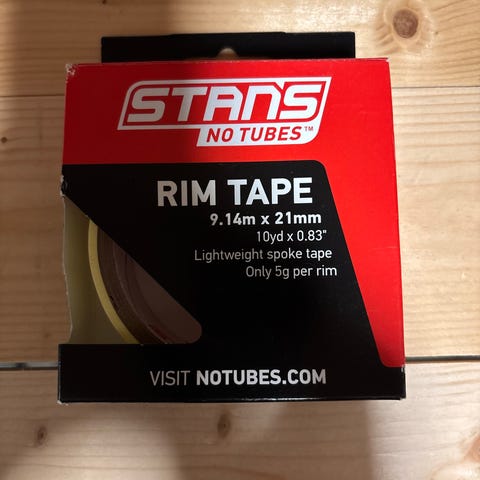 STANS
NO TUBES™
RIM TAPE
9.14m x 21mm
10yd x 0.83"
Lightweight spoke tape
Only 5g per rim
VISIT NOTUBES.COM